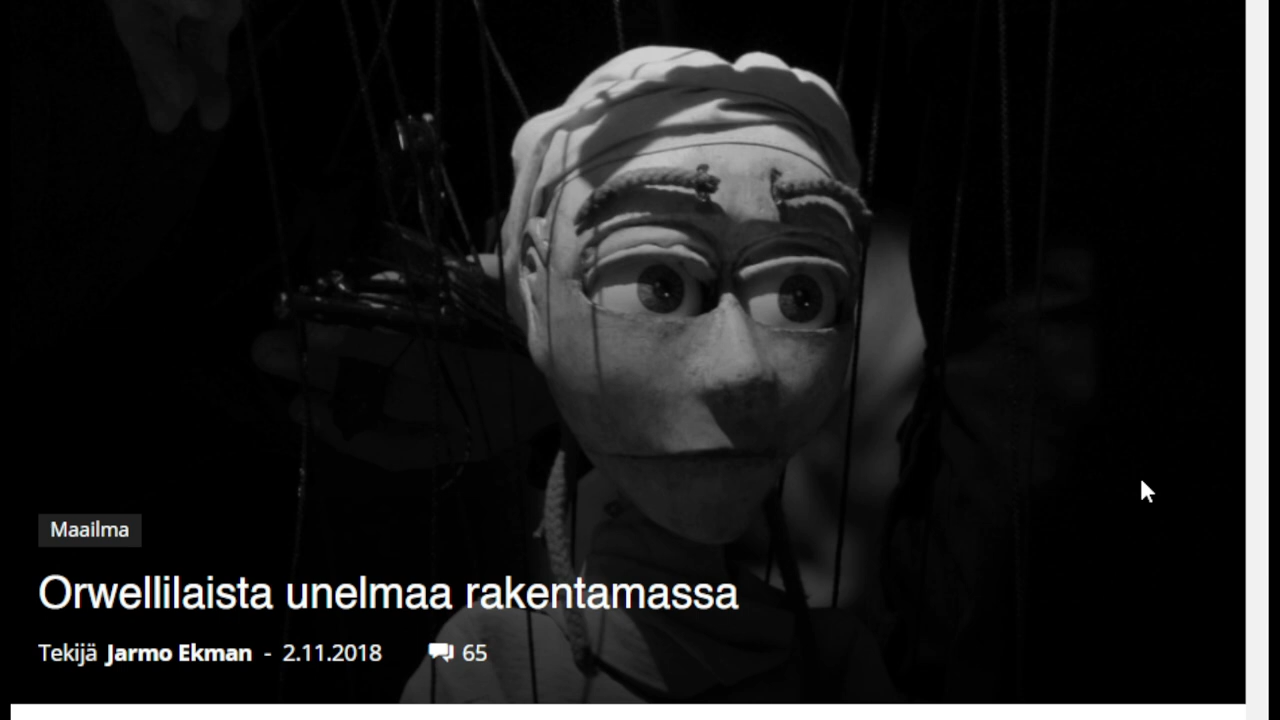 Maailma
Orwellilaista unelmaa rakentamassa
Tekijä Jarmo Ekman - 2.11.2018 65